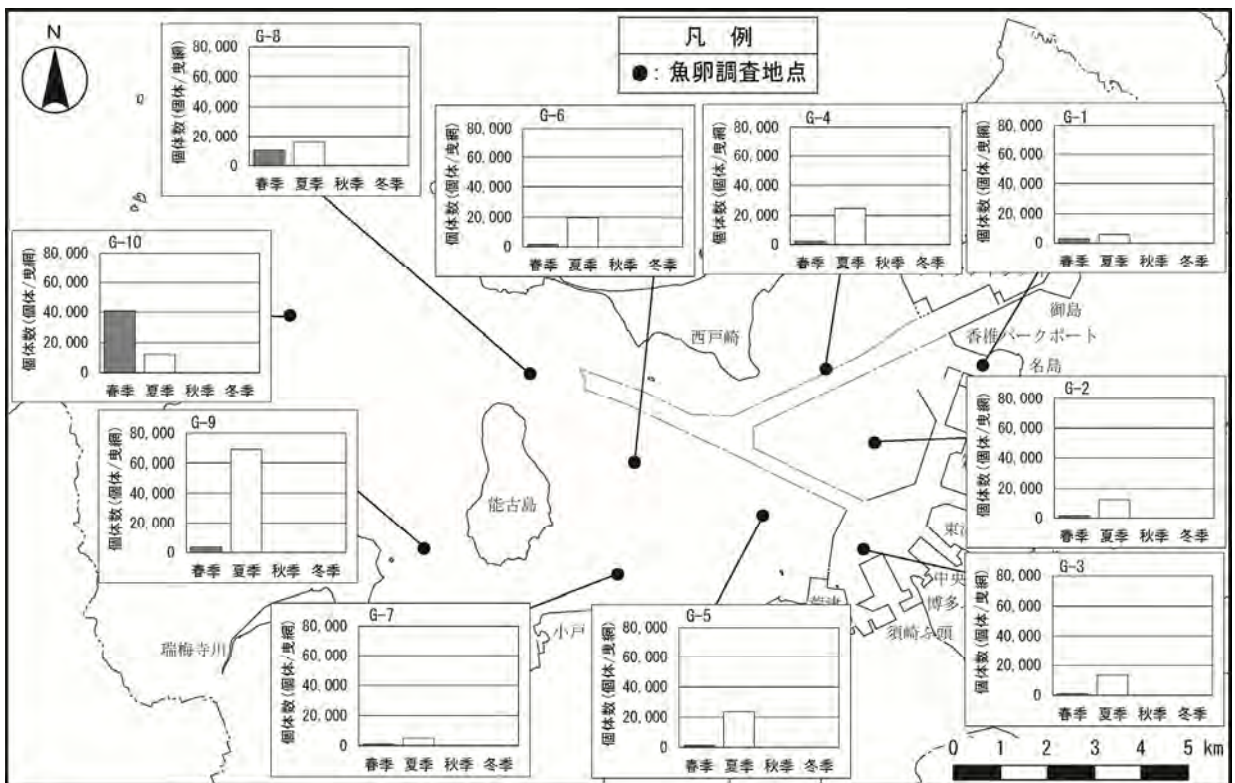 N
凡 例
●：魚卵調査地点
G-8
個体数(個体/曳網)
80,000
60,000
40,000
20,000
0
春季 夏季 秋季 冬季
G-6
個体数(個体/曳網)
80,000
60,000
40,000
20,000
0
春季 夏季 秋季 冬季
G-4
個体数(個体/曳網)
80,000
60,000
40,000
20,000
0
春季 夏季 秋季 冬季
G-1
個体数(個体/曳網)
80,000
60,000
40,000
20,000
0
春季 夏季 秋季 冬季
G-10
個体数(個体/曳網)
80,000
60,000
40,000
20,000
0
春季 夏季 秋季 冬季
西戸崎
御島
香椎パークポート
名島
G-2
個体数(個体/曳網)
80,000
60,000
40,000
20,000
0
春季 夏季 秋季 冬季
G-9
個体数(個体/曳網)
80,000
60,000
40,000
20,000
0
春季 夏季 秋季 冬季
能古島
東
中央
博多
須崎ふ頭
G-3
個体数(個体/曳網)
80,000
60,000
40,000
20,000
0
春季 夏季 秋季 冬季
G-7
個体数(個体/曳網)
80,000
60,000
40,000
20,000
0
春季 夏季 秋季 冬季
小戸
瑞梅寺川
G-5
個体数(個体/曳網)
80,000
60,000
40,000
20,000
0
春季 夏季 秋季 冬季
0 1 2 3 4 5 km